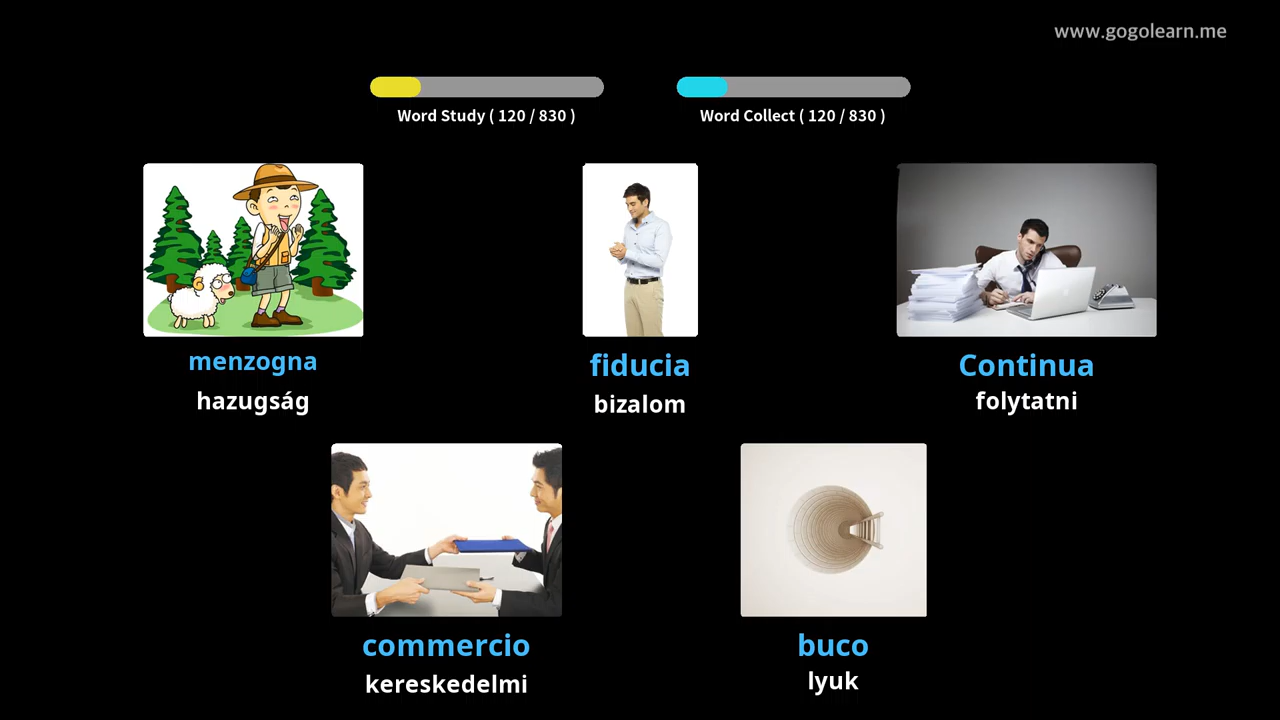 www.gogolearn.me
Word Study ( 120 / 830 )
Word Collect ( 120 / 830 )
menzogna
hazugság
fiducia
bizalom
Continua
folytatni
commercio
kereskedelmi
buco
lyuk